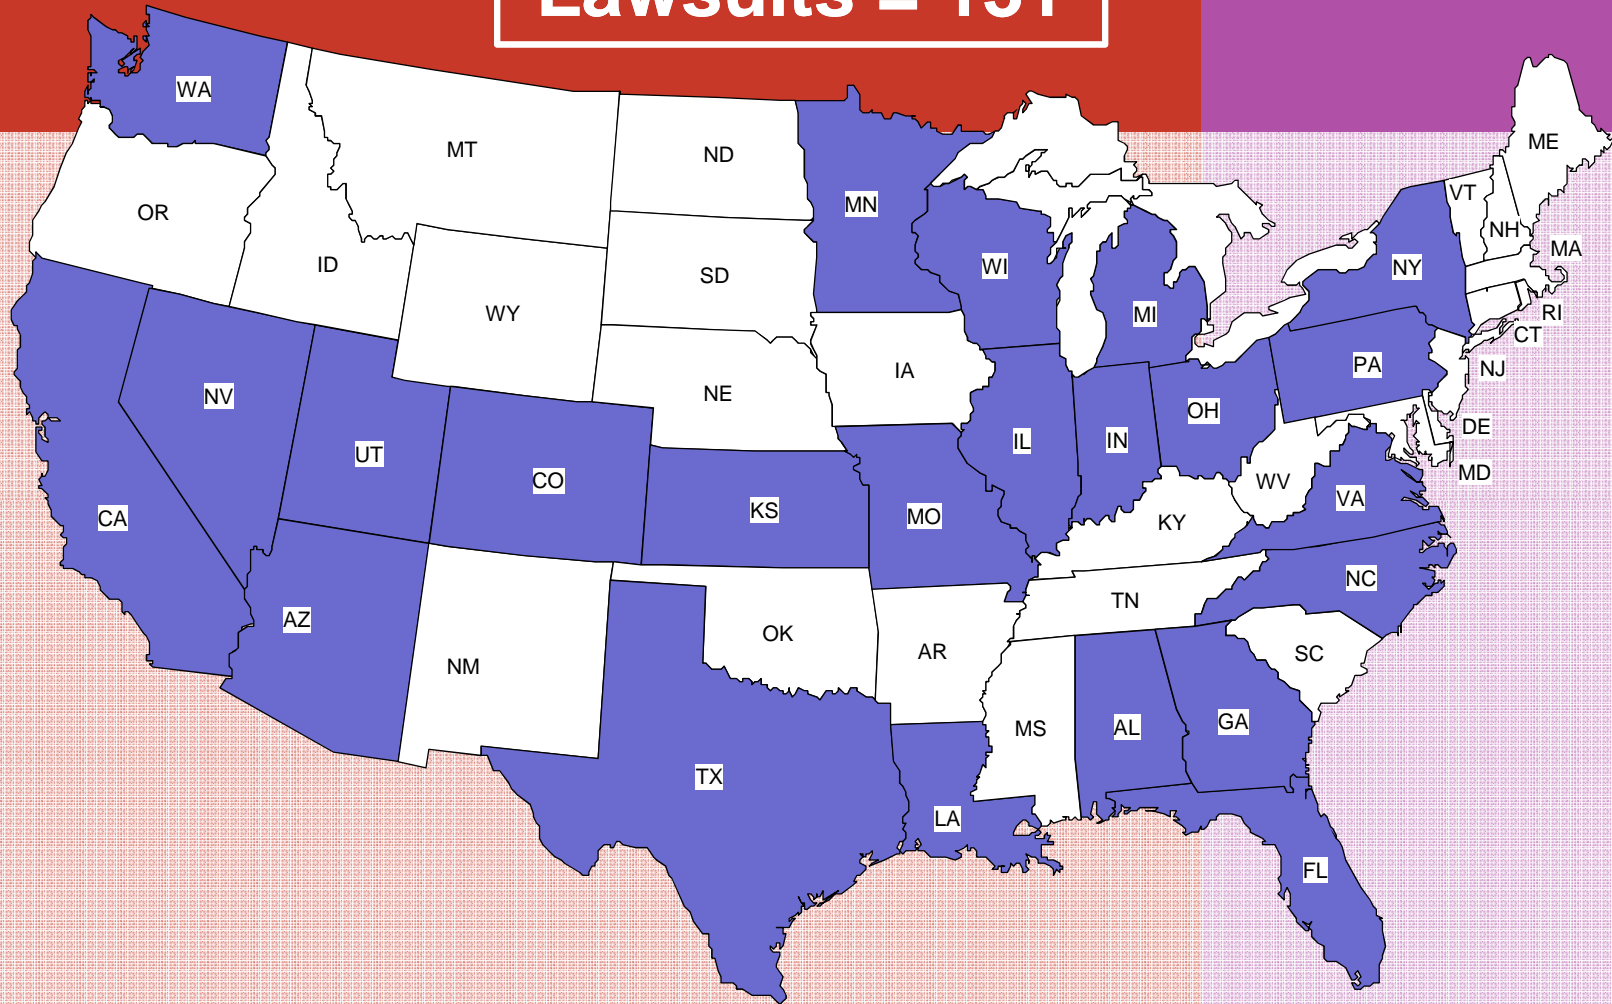 Lawsuits = 131
WA
MT
ND
ME
MN
VT
OR
NH
MA
ID
SD
WI
NY
WY
MI
RI
CT
IA
PA
NJ
NV
NE
OH
DE
UT
IL
IN
CO
WV
MD
KS
VA
CA
MO
KY
NC
AZ
TN
OK
AR
SC
NM
MS
AL
GA
TX
LA
FL